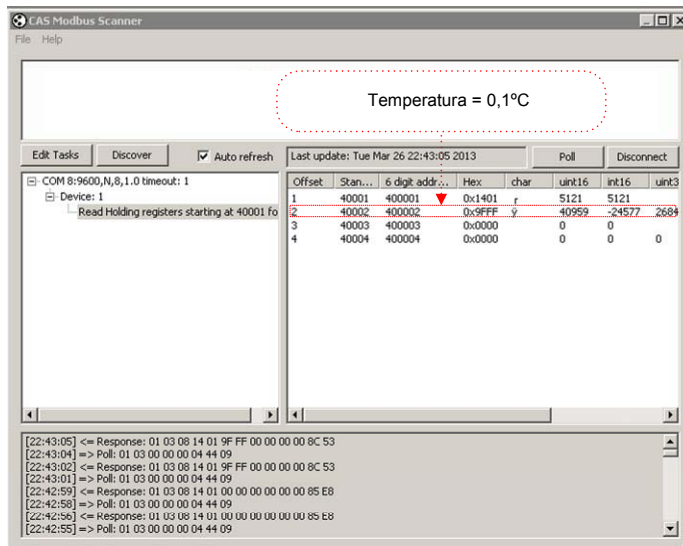 CAS Modbus Scanner
File Help
Temperatura = 0,1ºC
Edit Tasks Discover Auto refresh Last update: Tue Mar 26 22:43:05 2013 Poll Disconnect
COM 8:9600,N,8,1.0 timeout: 1
Device: 1
Read Holding registers starting at 40001 fo
Offset Stan... 6 digit addr... Hex char uint16 int16 uint3
1 40001 400001 0x1401 5121 5121
2 40002 400002 0x9FFF ÿ 40959 -24577 2684
3 40003 400003 0x0000 0 0
4 40004 400004 0x0000 0 0 0
[22:43:05] <= Response: 01 03 08 14 01 9F FF 00 00 00 00 8C 53
[22:43:04] => Poll: 01 03 00 00 00 04 44 09
[22:43:02] <= Response: 01 03 08 14 01 9F FF 00 00 00 00 8C 53
[22:43:01] => Poll: 01 03 00 00 00 04 44 09
[22:42:59] <= Response: 01 03 08 14 01 00 00 00 00 00 00 85 E8
[22:42:58] => Poll: 01 03 00 00 00 04 44 09
[22:42:56] <= Response: 01 03 08 14 01 00 00 00 00 00 00 85 E8
[22:42:55] => Poll: 01 03 00 00 00 04 44 09